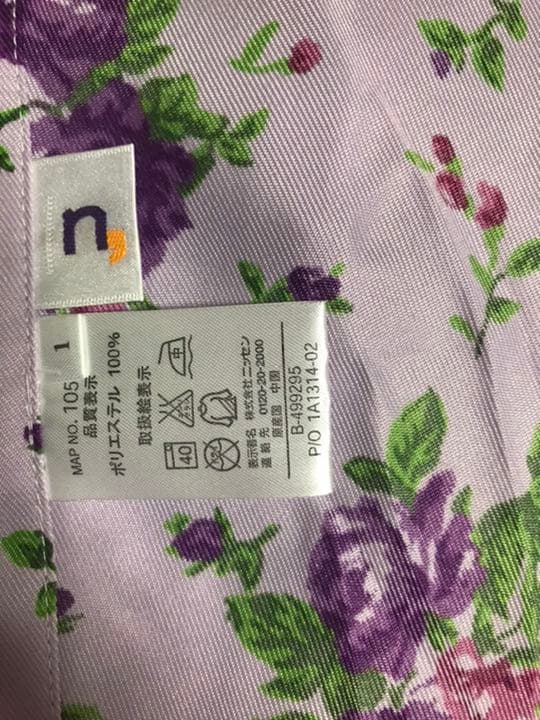 n
MAP NO. 105 1
品質表示
ポリエステル 100%
取扱絵表示
40 中
表示者名 株式会社ニッセン
連絡先 0120-20-2000
原産国 中国
B-499295
P/O 1A1314-02